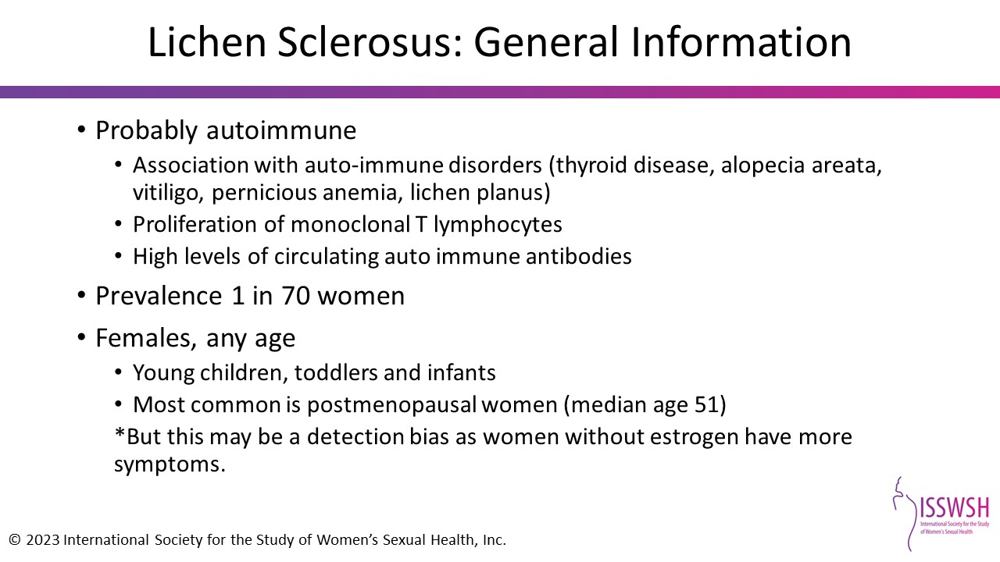 Lichen Sclerosus: General Information
• Probably autoimmune
• Association with auto-immune disorders (thyroid disease, alopecia areata,
vitiligo, pernicious anemia, lichen planus)
• Proliferation of monoclonal T lymphocytes
• High levels of circulating auto immune antibodies
• Prevalence 1 in 70 women
• Females, any age
• Young children, toddlers and infants
• Most common is postmenopausal women (median age 51)
*But this may be a detection bias as women without estrogen have more
symptoms.
ISSWSH
International Society for the Study
of Women's Sexual Health
© 2023 International Society for the Study of Women’s Sexual Health, Inc.